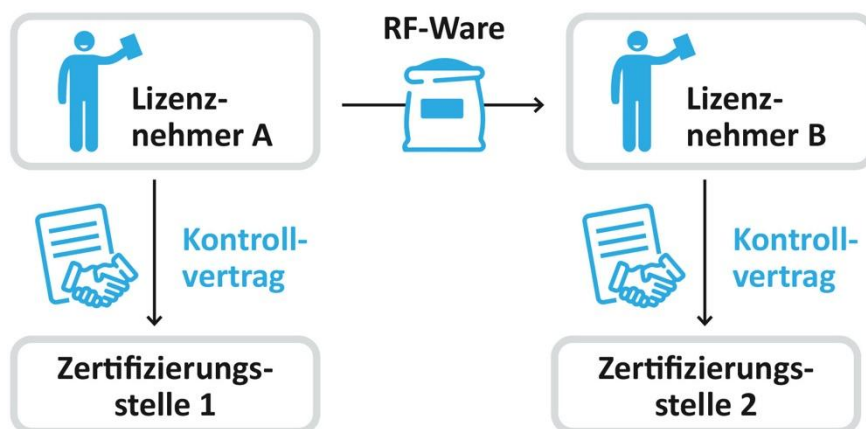 RF-Ware
Lizenz-
nehmer A
Lizenz-
nehmer B
Kontroll-
vertrag
Kontroll-
vertrag
Zertifizierungs-
stelle 1
Zertifizierungs-
stelle 2